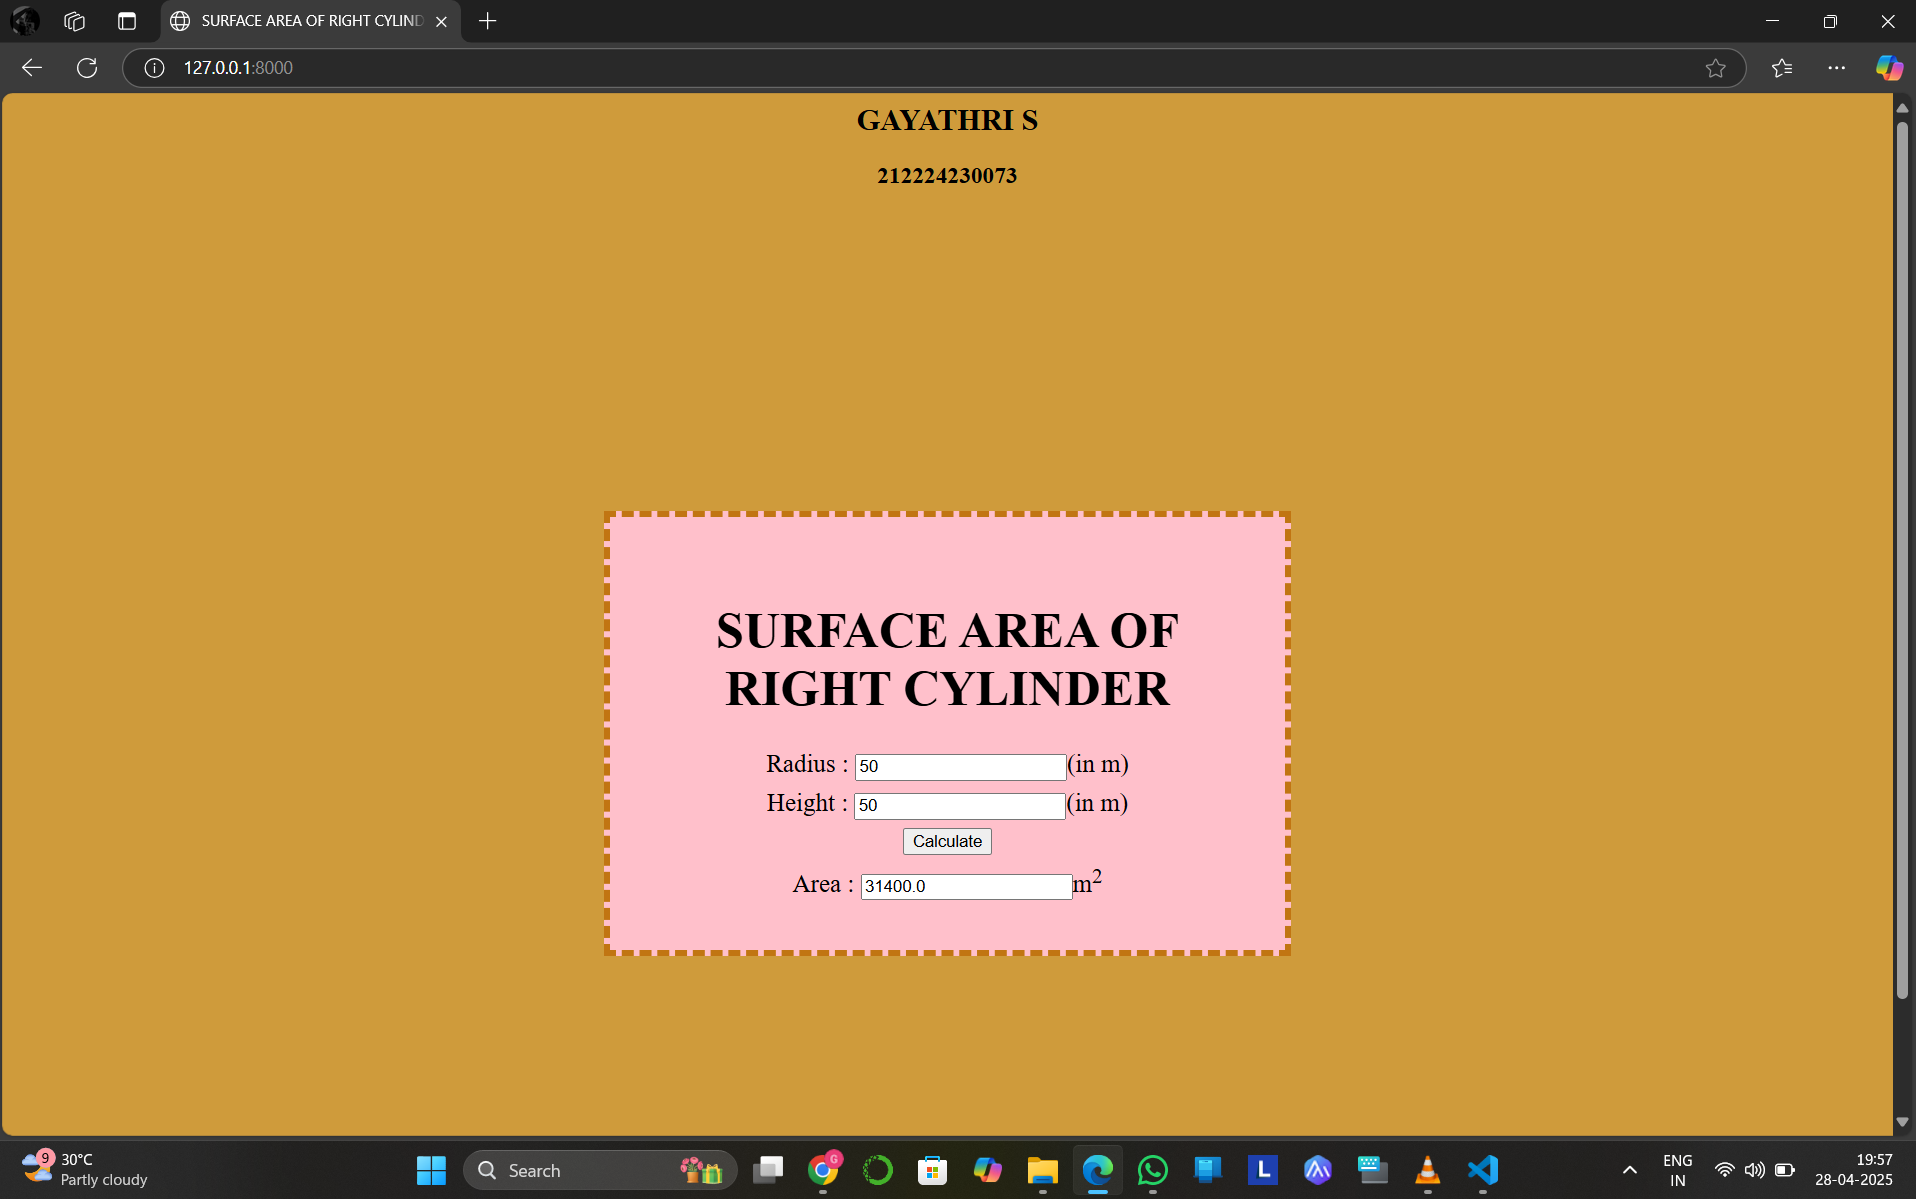 SURFACE AREA OF RIGHT CYLIND
127.0.0.1:8000
GAYATHRI S
212224230073
SURFACE AREA OF
RIGHT CYLINDER
Radius : 50 (in m)
Height : 50 (in m)
Calculate
Area : 31400.0 m²
9
30°C
Partly cloudy
Search
G
L
ENG
IN
19:57
28-04-2025